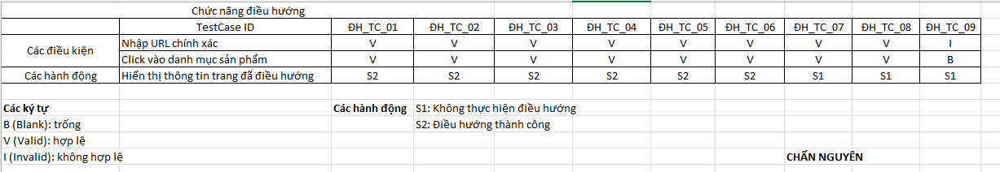 Chức năng điều hướng
TestCase ID ĐH_TC_01 ĐH_TC_02 ĐH_TC_03 ĐH_TC_04 ĐH_TC_05 ĐH_TC_06 ĐH_TC_07 ĐH_TC_08 ĐH_TC_09
Các điều kiện Nhập URL chính xác V V V V V V V V I
Click vào danh mục sản phẩm V V V V V V V V B
Các hành động Hiển thị thông tin trang đã điều hướng S2 S2 S2 S2 S2 S2 S1 S1 S1
Các ký tự Các hành động S1: Không thực hiện điều hướng
B (Blank): trống S2: Điều hướng thành công
V (Valid): hợp lệ
I (Invalid): không hợp lệ CHẤN NGUYÊN